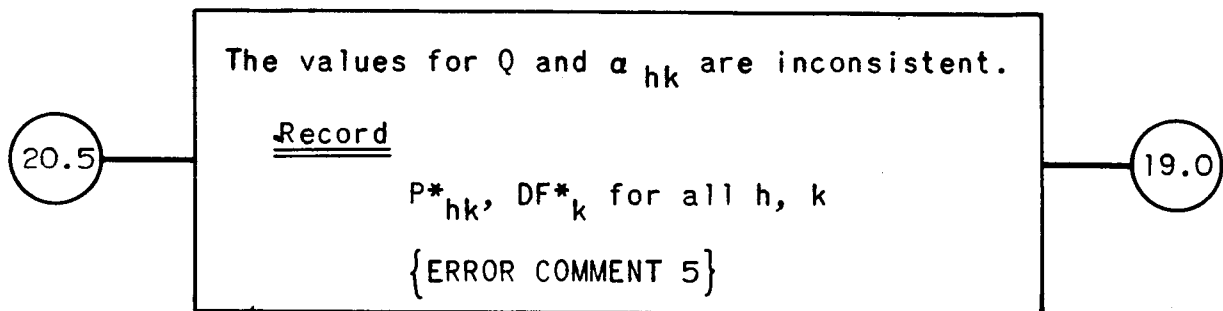 The values for Q and α hk are inconsistent.
Record
20.5
19.0
P*hk, DF*k for all h, k
{ERROR COMMENT 5}